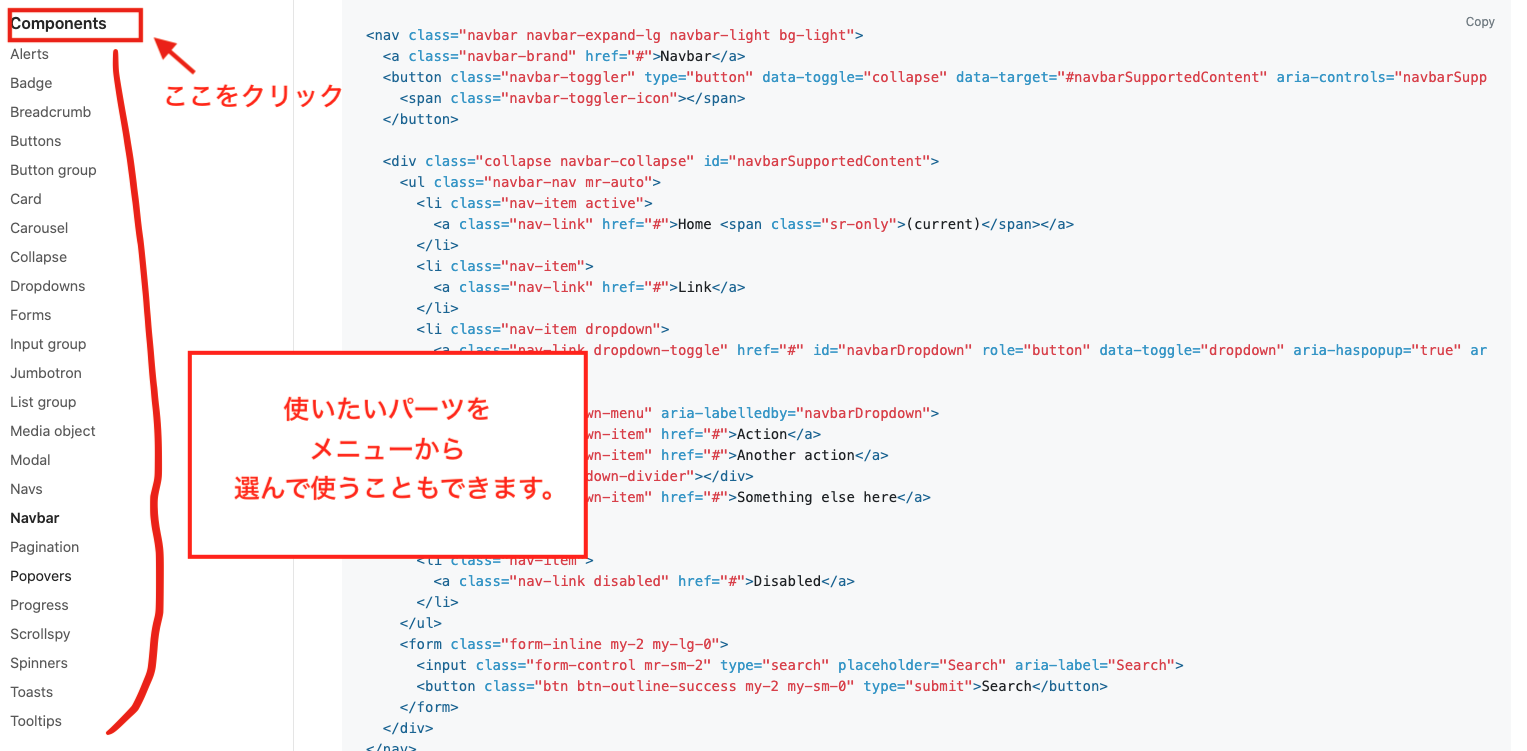 Components
Alerts
Badge
Breadcrumb
Buttons
Button group
Card
Carousel
Collapse
Dropdowns
Forms
Input group
Jumbotron
List group
Media object
Modal
Navs
Navbar
Pagination
Popovers
Progress
Scrollspy
Spinners
Toasts
Tooltips
ここをクリック
使いたいパーツを
メニューから
選んで使うこともできます。
Copy
<nav class="navbar navbar-expand-lg navbar-light bg-light">
<a class="navbar-brand" href="#">Navbar</a>
<button class="navbar-toggler" type="button" data-toggle="collapse" data-target="#navbarSupportedContent" aria-controls="navbarSupp
<span class="navbar-toggler-icon"></span>
</button>
<div class="collapse navbar-collapse" id="navbarSupportedContent">
<ul class="navbar-nav mr-auto">
<li class="nav-item active">
<a class="nav-link" href="#">Home <span class="sr-only">(current)</span></a>
</li>
<li class="nav-item">
<a class="nav-link" href="#">Link</a>
</li>
<li class="nav-item dropdown">
<a class="nav-link dropdown-toggle" href="#" id="navbarDropdown" role="button" data-toggle="dropdown" aria-haspopup="true" ar
wn-menu" aria-labelledby="navbarDropdown">
wn-item" href="#">Action</a>
wn-item" href="#">Another action</a>
down-divider"></div>
wn-item" href="#">Something else here</a>
<li class="nav-item">
<a class="nav-link disabled" href="#">Disabled</a>
</li>
</ul>
<form class="form-inline my-2 my-lg-0">
<input class="form-control mr-sm-2" type="search" placeholder="Search" aria-label="Search">
<button class="btn btn-outline-success my-2 my-sm-0" type="submit">Search</button>
</form>
</div>
</nav>